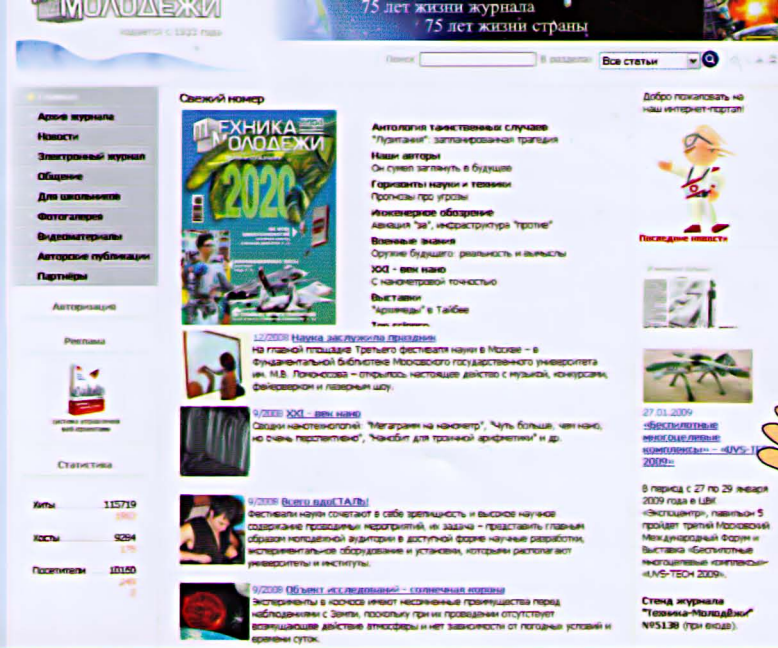 МОЛОДЕЖИ
75 лет жизни журнала
75 лет жизни страны
издается с 1933 года
Поиск
В разделе:
Все статьи
Архив журнала
Новости
Электронный журнал
Общение
Для школьников
Фотогалерея
Видеоматериалы
Авторские публикации
Партнёры
Авторизация
Реклама
система управления
веб-проектами
Статистика
Хиты 115719
Хосты 9284
175
Посетители 10160
249
Свежий номер
ТЕХНИКА
МОЛОДЕЖИ
2020
Антология таинственных случаев
"Лузитания": запланированная трагедия
Наши авторы
Он сумел заглянуть в будущее
Горизонты науки и техники
Прогнозы про угрозы
Инженерное обозрение
Авиация "за", инфраструктура "против"
Военные знания
Оружие будущего: реальность и вымыслы
XXI - век нано
С нанометровой точностью
Выставки
"Архимеды" в Тайбее
12/2008 Наука заслужила праздник
На главной площадке Третьего фестиваля науки в Москве – в
Фундаментальной библиотеке Московского государственного университета
им. М.В. Ломоносова – открылось настоящее действо с музыкой, конкурсами,
фейерверком и лазерным шоу.
9/2008 XXI - век нано
Сводки нанотехнологий: "Мегаграмм на нанометр", "Чуть больше, чем нано,
но очень перспективно", "Нанобит для троичной арифметики" и др.
9/2008 Всего вдоСТАЛЬ!
Фестивали науки сочетают в себе зрелищность и высокое научное
содержание проводимых мероприятий, их задача – представить главным
образом молодёжной аудитории в доступной форме научные разработки,
экспериментальное оборудование и установки, которыми располагают
университеты и институты.
9/2008 Объект исследований - солнечная корона
Эксперименты в космосе имеют несомненные преимущества перед
наблюдениями с Земли, поскольку при их проведении отсутствует
возмущающее действие атмосферы и нет зависимости от погодных условий и
времени суток.
Добро пожаловать на
наш интернет-портал!
Последние новости
27.01.2009
«Беспилотные
многоцелевые
комплексы» – «UVS-TE
2009»
В период с 27 по 29 января
2009 года в ЦВК
«Экспоцентр», павильон 5
пройдет третий Московский
Международный Форум и
Выставка «Беспилотные
многоцелевые комплексы»-
«UVS-TECH 2009».
Стенд журнала
"Техника-Молодёжи"
№5138 (при входе).